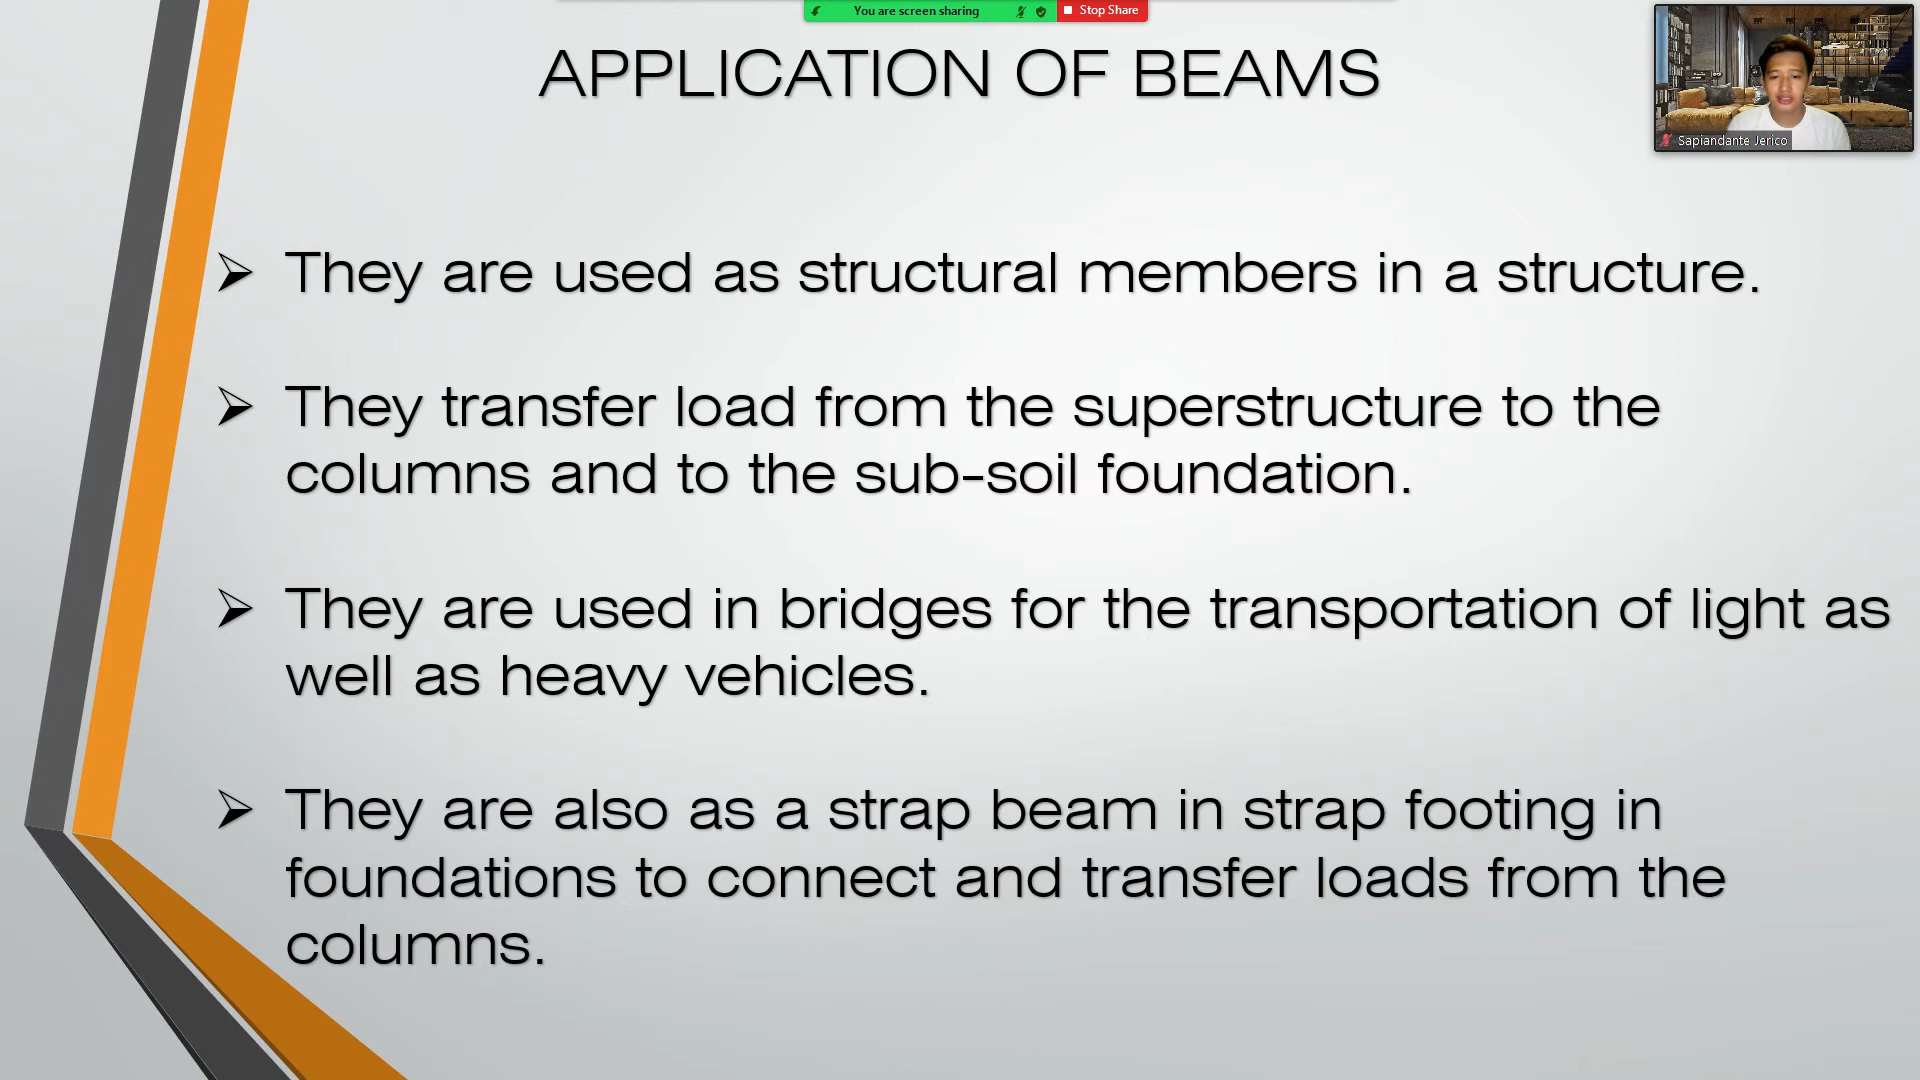 You are screen sharing
Stop Share
APPLICATION OF BEAMS
Sapiandante Jerico
They are used as structural members in a structure.
They transfer load from the superstructure to the
columns and to the sub-soil foundation.
They are used in bridges for the transportation of light as
well as heavy vehicles.
They are also as a strap beam in strap footing in
foundations to connect and transfer loads from the
columns.